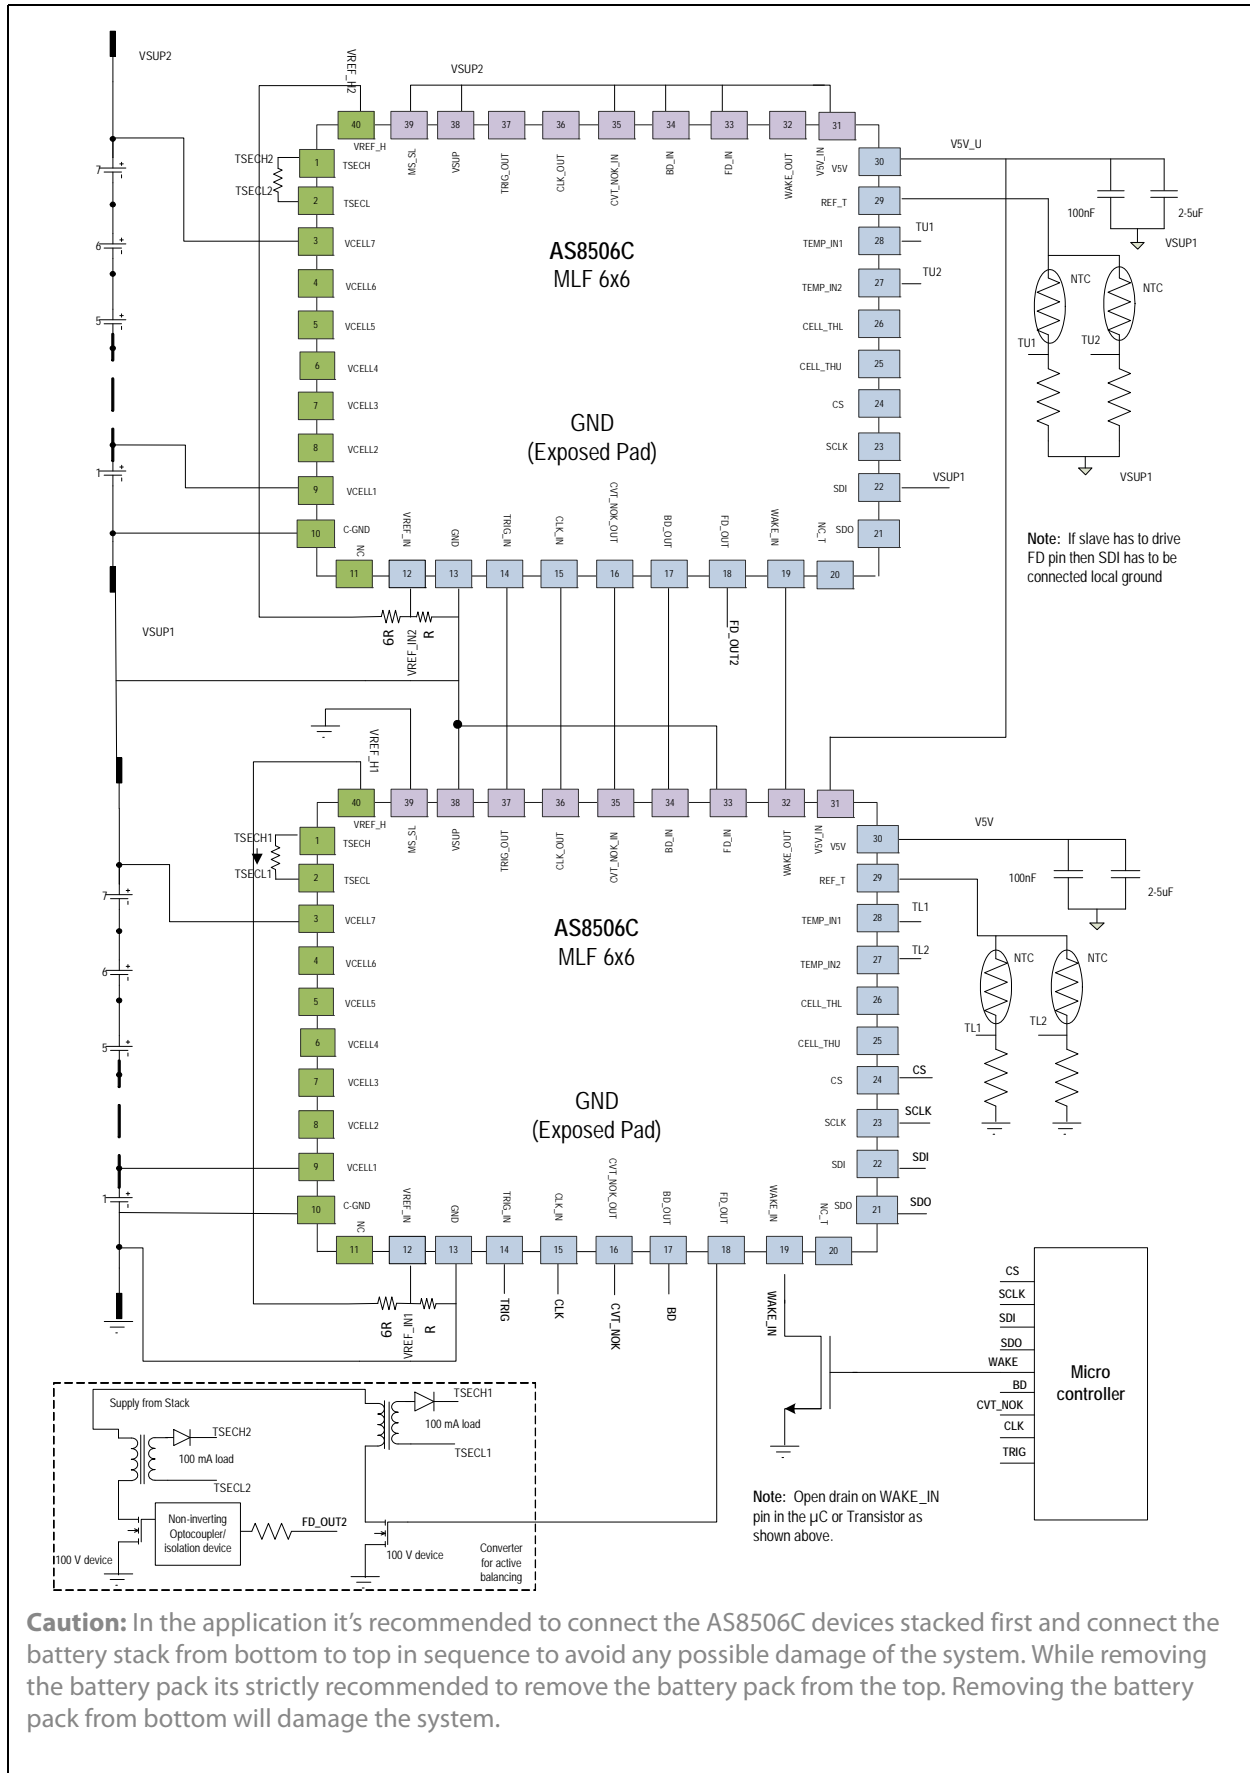 VSUP2
VREF_H2
VSUP2
40
39
38
37
36
35
34
33
32
31
VREF_H
MS_SL
VSUP
TRIG_OUT
CLK_OUT
CVT_NOK_IN
BD_IN
FD_IN
WAKE_OUT
V5V_IN
V5V
30
V5V_U
TSECH2
1
TSECH
TSECL2
2
TSECL
REF_T
29
100nF
2-5uF
VSUP1
7
3
VCELL7
AS8506C
MLF 6x6
TEMP_IN1
28
TU1
6
4
VCELL6
TEMP_IN2
27
TU2
NTC
NTC
5
5
VCELL5
CELL_THL
26
TU1
TU2
6
VCELL4
CELL_THU
25
7
VCELL3
CS
24
GND
(Exposed Pad)
8
VCELL2
SCLK
23
1
9
VCELL1
SDI
22
VSUP1
VSUP1
10
C-GND
NC
VREF_IN
GND
TRIG_IN
CLK_IN
CVT_NOK_OUT
BD_OUT
FD_OUT
WAKE_IN
NC_T
SDO
21
11
12
13
14
15
16
17
18
19
20
Note: If slave has to drive
FD pin then SDI has to be
connected local ground
6R
VREF_IN2
R
FD_OUT2
VSUP1
VREF_H1
40
39
38
37
36
35
34
33
32
31
VREF_H
MS_SL
VSUP
TRIG_OUT
CLK_OUT
CVT_NOK_IN
BD_IN
FD_IN
WAKE_OUT
V5V_IN
V5V
30
V5V
TSECH1
1
TSECH
TSECL1
2
TSECL
REF_T
29
100nF
2-5uF
7
3
VCELL7
AS8506C
MLF 6x6
TEMP_IN1
28
TL1
6
4
VCELL6
TEMP_IN2
27
TL2
NTC
NTC
5
VCELL5
CELL_THL
26
TL1
TL2
5
6
VCELL4
CELL_THU
25
7
VCELL3
CS
24
CS
GND
(Exposed Pad)
8
VCELL2
SCLK
23
SCLK
9
VCELL1
SDI
22
SDI
1
10
C-GND
NC
VREF_IN
GND
TRIG_IN
CLK_IN
CVT_NOK_OUT
BD_OUT
FD_OUT
WAKE_IN
NC_T
SDO
21
SDO
11
12
13
14
15
16
17
18
19
20
6R
VREF_IN1
R
TRIG
CLK
CVT_NOK
BD
WAKE_IN
CS
SCLK
SDI
SDO
WAKE
BD
CVT_NOK
CLK
TRIG
Micro
controller
Supply from Stack
TSECH1
100 mA load
TSECL1
TSECH2
100 mA load
TSECL2
Non-inverting
Optocoupler/
isolation device
FD_OUT2
100 V device
100 V device
Converter
for active
balancing
Note: Open drain on WAKE_IN
pin in the µC or Transistor as
shown above.
Caution: In the application it's recommended to connect the AS8506C devices stacked first and connect the
battery stack from bottom to top in sequence to avoid any possible damage of the system. While removing
the battery pack its strictly recommended to remove the battery pack from the top. Removing the battery
pack from bottom will damage the system.